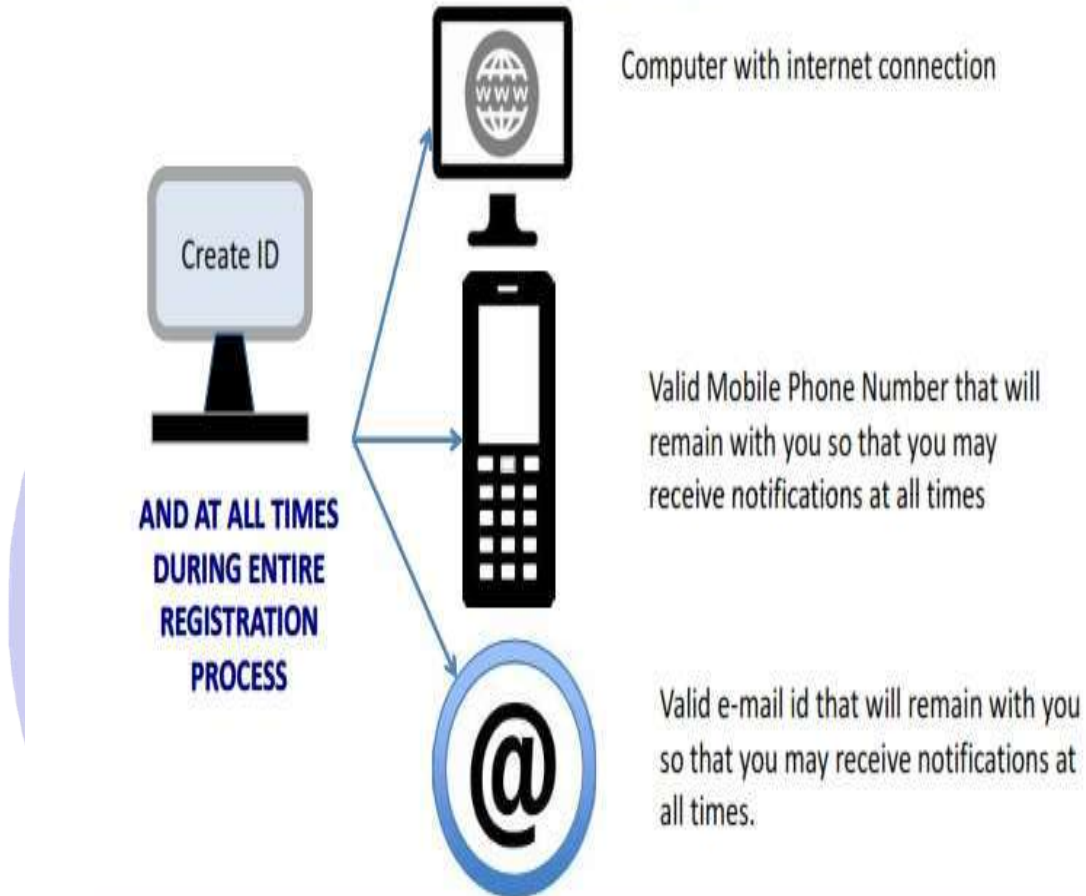 Computer with internet connection
www
Create ID
Valid Mobile Phone Number that will
remain with you so that you may
receive notifications at all times
AND AT ALL TIMES
DURING ENTIRE
REGISTRATION
PROCESS
Valid e-mail id that will remain with you
so that you may receive notifications at
all times.
@